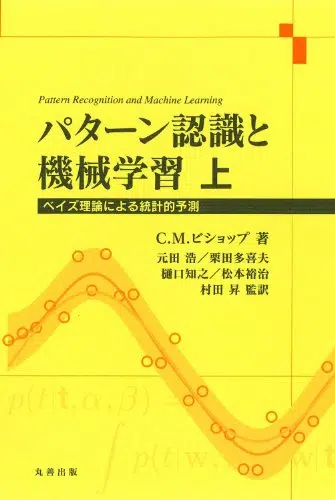 Pattern Recognition and Machine Learning
パターン認識と
機械学習 上
ベイズ理論による統計的予測
C.M.ビショップ 著
元田 浩/栗田多喜夫
樋口知之/松本裕治
村田 昇 監訳
p(t|t, α, β) =
∫ p(t|w
丸善出版